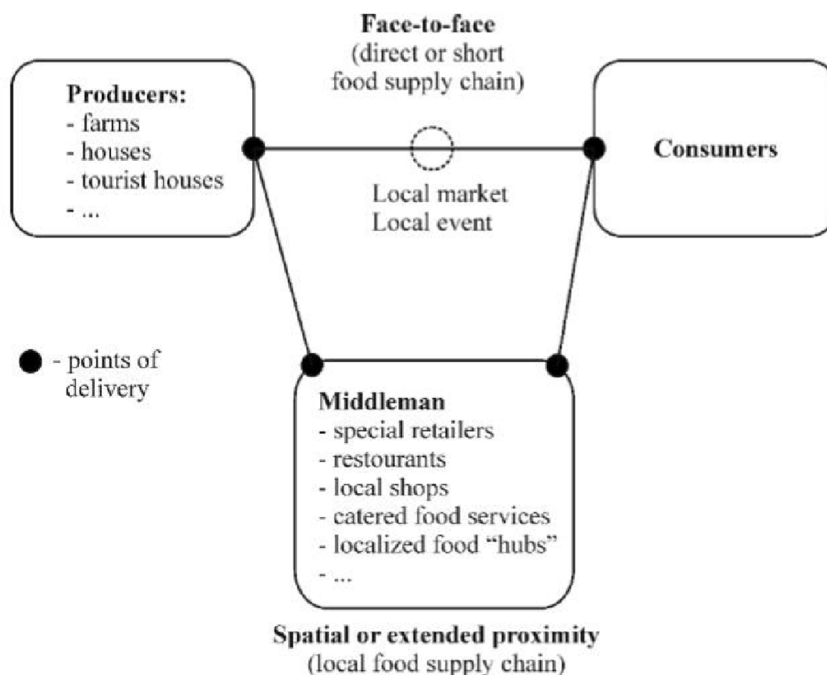 Face-to-face
(direct or short
food supply chain)
Producers:
- farms
- houses
- tourist houses
- ...
Consumers
Local market
Local event
- points of
delivery
Middleman
- special retailers
- restourants
- local shops
- catered food services
- localized food “hubs”
- ...
Spatial or extended proximity
(local food supply chain)